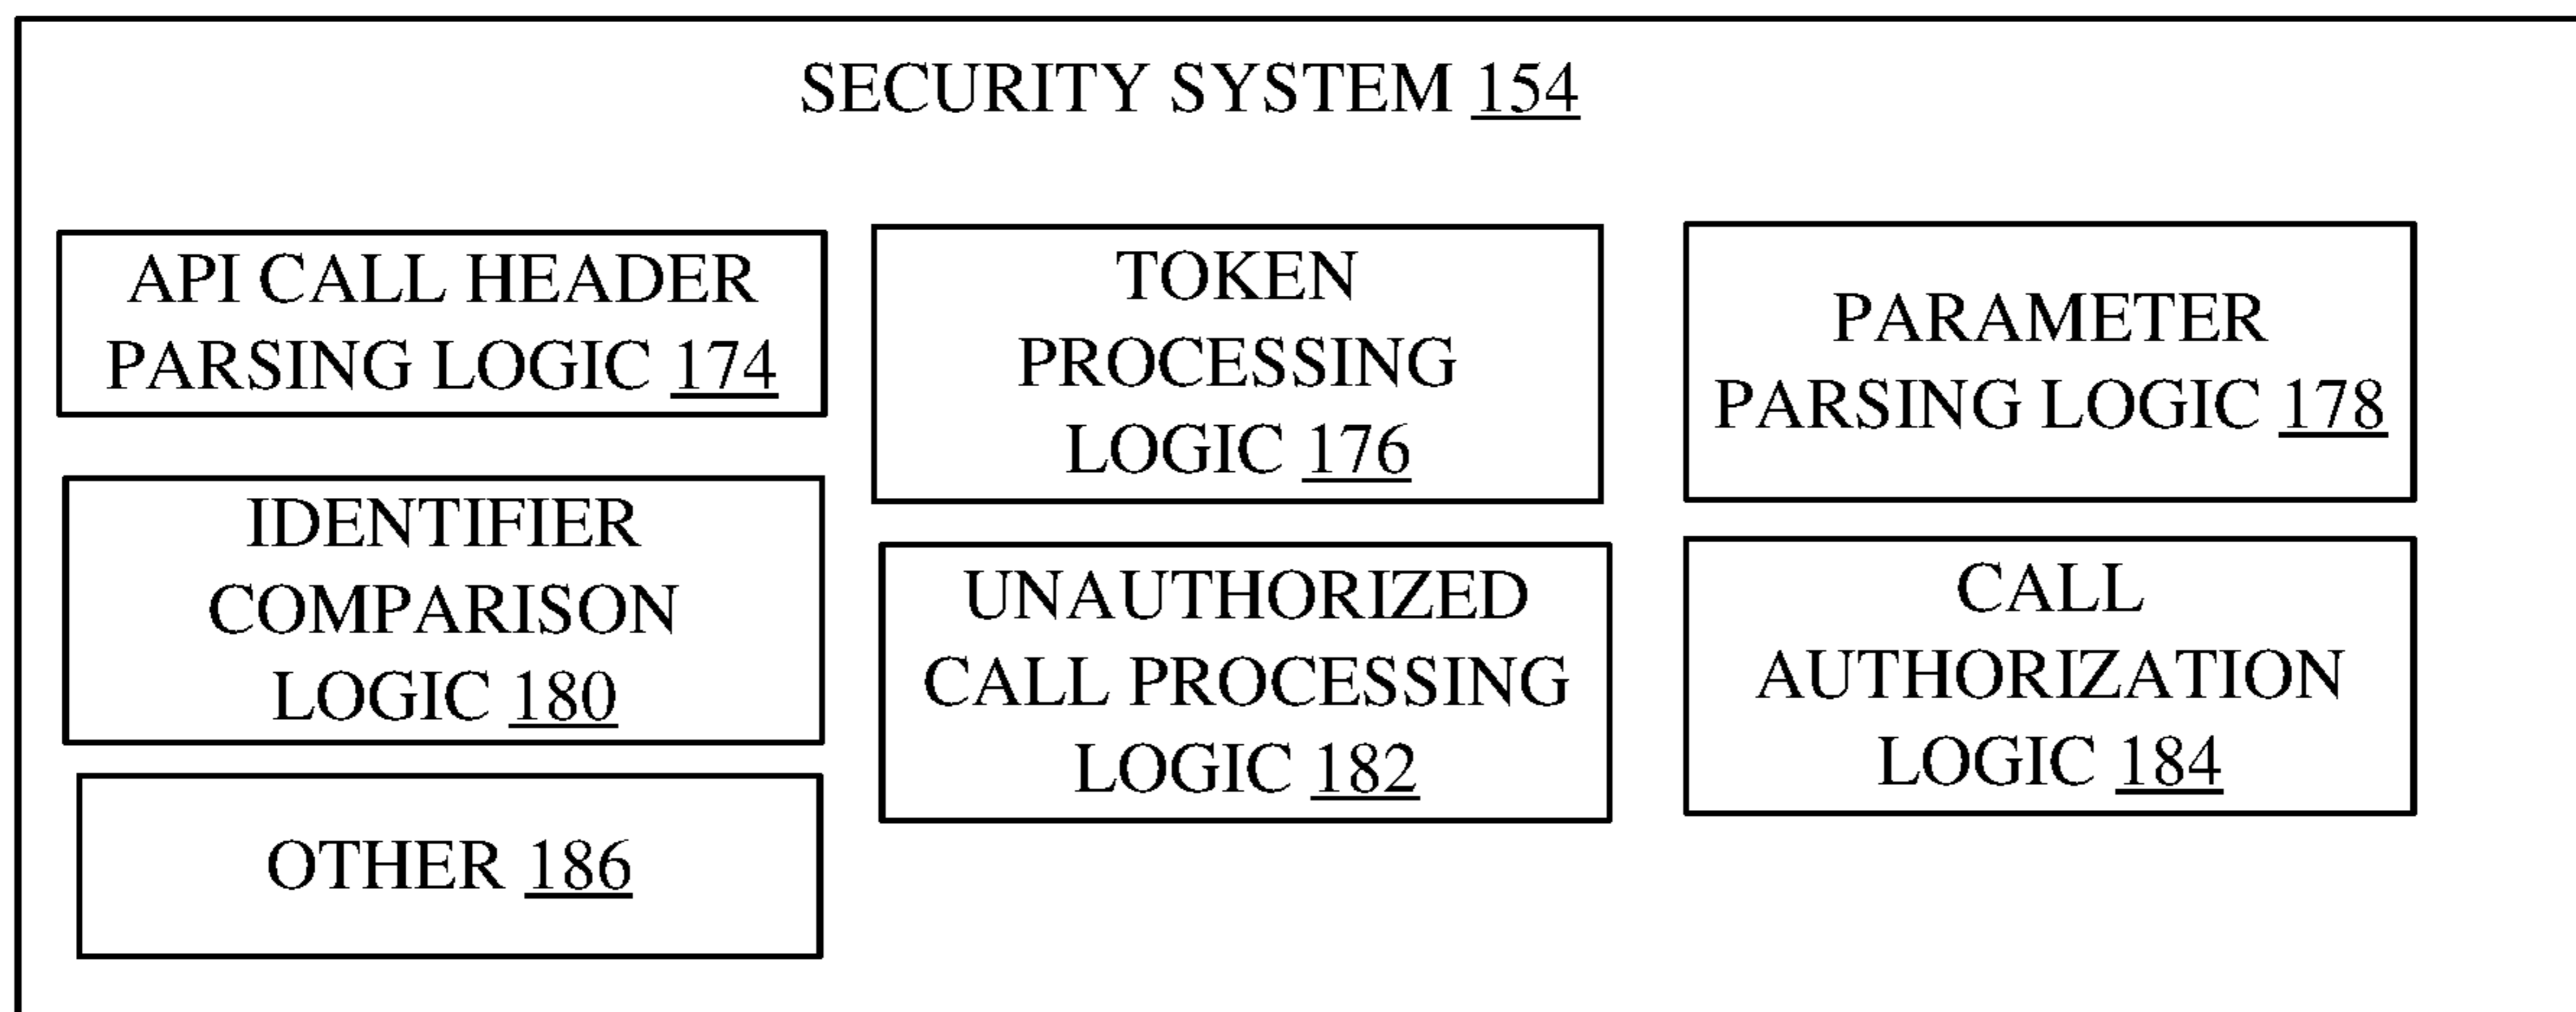 SECURITY SYSTEM 154
API CALL HEADER
PARSING LOGIC 174
TOKEN
PROCESSING
LOGIC 176
PARAMETER
PARSING LOGIC 178
IDENTIFIER
COMPARISON
LOGIC 180
UNAUTHORIZED
CALL PROCESSING
LOGIC 182
CALL
AUTHORIZATION
LOGIC 184
OTHER 186